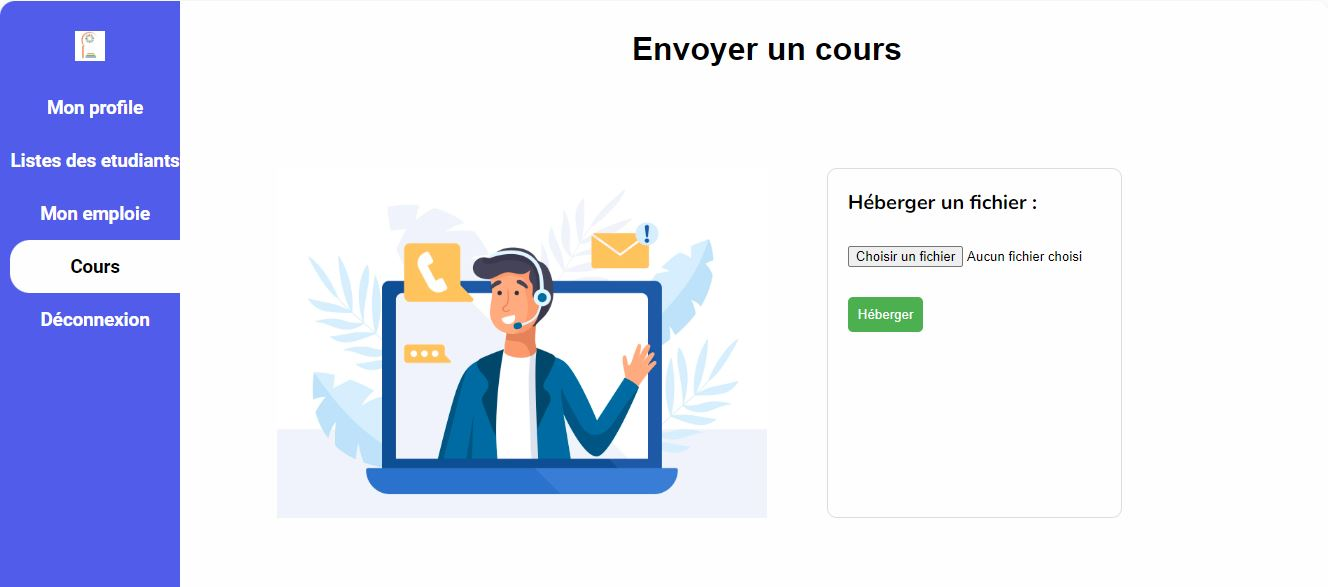 Envoyer un cours
Mon profile
Listes des etudiants
Mon emploie
Cours
Déconnexion
Héberger un fichier :
Choisir un fichier Aucun fichier choisi
Héberger